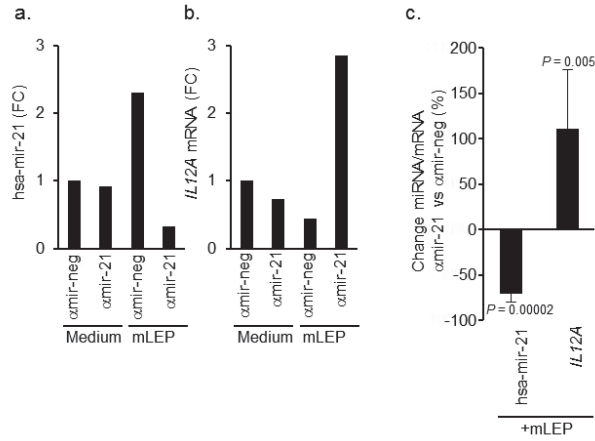 a.
hsa-mir-21 (FC)
3
2
1
0
αmir-neg
αmir-21
αmir-neg
αmir-21
Medium
mLEP
b.
IL12A mRNA (FC)
3
2
1
0
αmir-neg
αmir-21
αmir-neg
αmir-21
Medium
mLEP
c.
Change miRNA/mRNA
αmir-21 vs αmir-neg (%)
200
150
100
50
0
-50
-100
P = 0.005
P = 0.00002
hsa-mir-21
IL12A
+mLEP